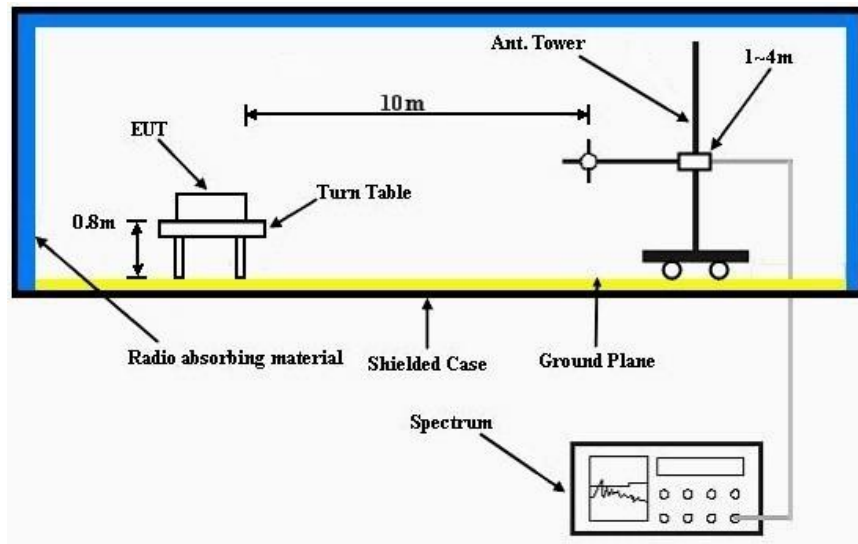 Ant. Tower
1~4m
10m
EUT
Turn Table
0.8m
Radio absorbing material
Shielded Case
Ground Plane
Spectrum